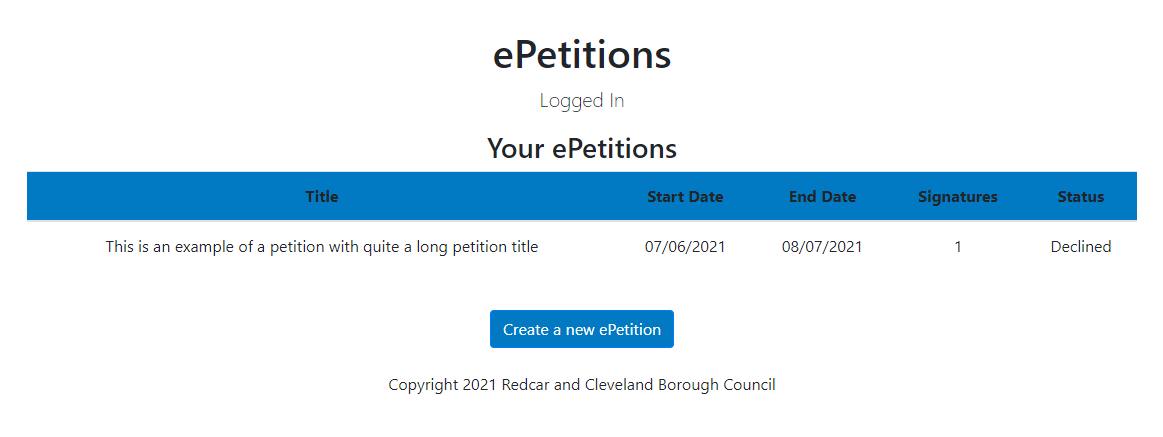 ePetitions
Logged In
Your ePetitions
Title Start Date End Date Signatures Status
This is an example of a petition with quite a long petition title 07/06/2021 08/07/2021 1 Declined
Create a new ePetition
Copyright 2021 Redcar and Cleveland Borough Council